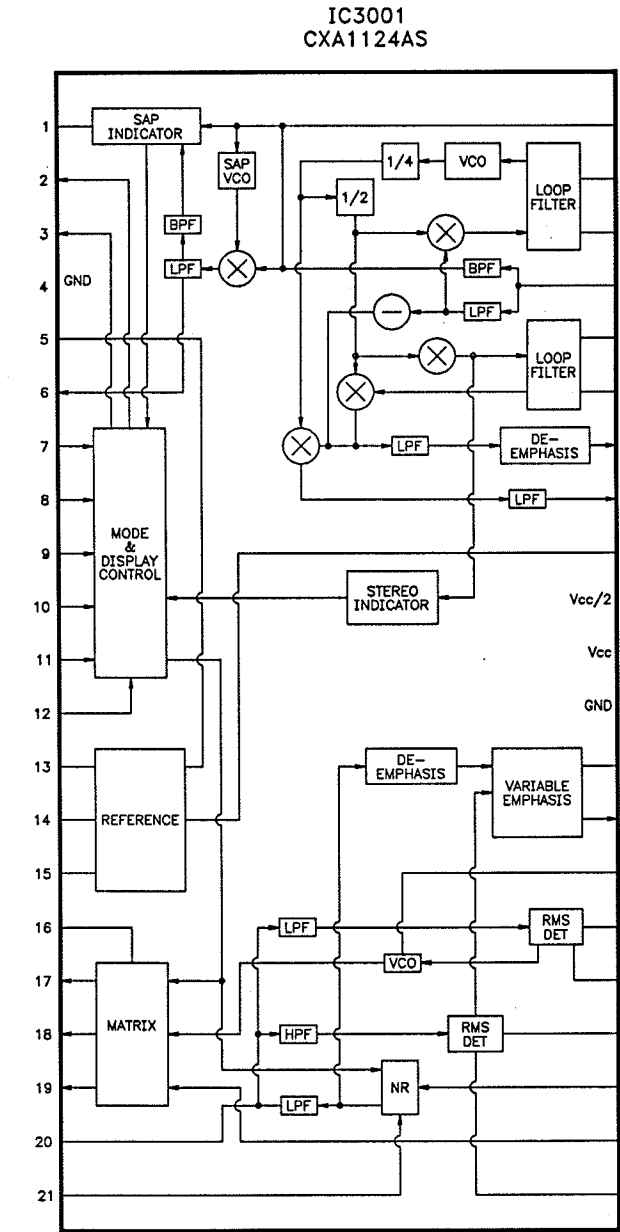 IC3001
CXA1124AS
1
SAP
INDICATOR
SAP
VCO
1/4
VCO
LOOP
FILTER
2
1/2
3
BPF
LPF
BPF
4
GND
LPF
5
LOOP
FILTER
6
7
LPF
DE-
EMPHASIS
8
LPF
MODE
&
DISPLAY
CONTROL
9
STEREO
INDICATOR
10
Vcc/2
11
Vcc
12
GND
13
DE-
EMPHASIS
VARIABLE
EMPHASIS
14
REFERENCE
15
16
LPF
RMS
DET
17
VCO
MATRIX
18
HPF
RMS
DET
19
NR
LPF
20
21